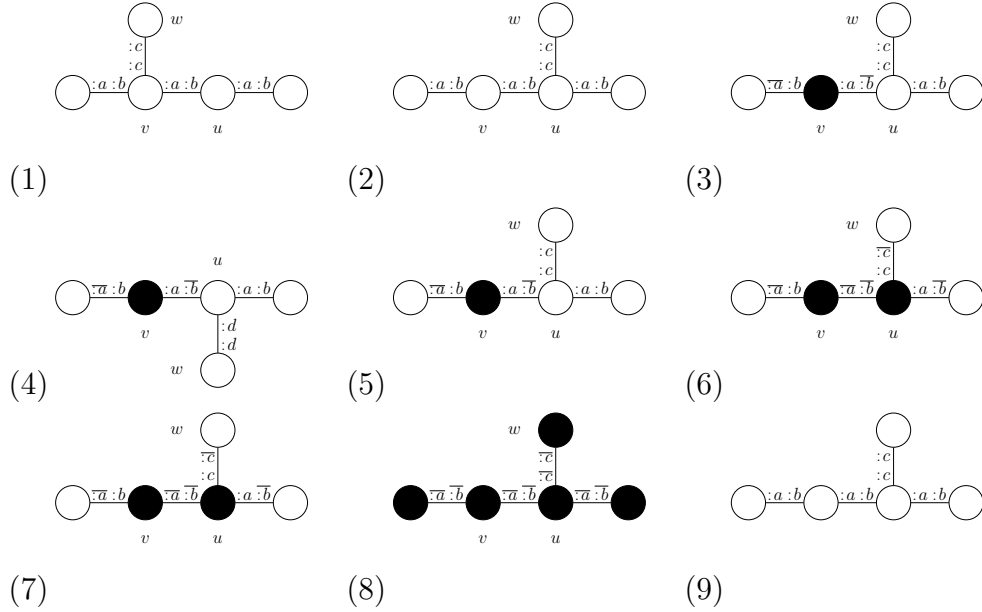 w
:c
:c
:a :b :a :b :a :b
v u
(1)
w
:c
:c
:a :b :a :b :a :b
v u
(2)
w
:c
:c
:̅a̅ :b :a :̅b̅ :a :b
v u
(3)
u
:̅a̅ :b :a :̅b̅ :a :b
v
:d
:d
w
(4)
w
:c
:c
:̅a̅ :b :a :̅b̅ :a :b
v u
(5)
w
:̅c̅
:c
:̅a̅ :b :̅a̅ :̅b̅ :a :̅b̅
v u
(6)
w
:̅c̅
:c
:̅a̅ :b :̅a̅ :̅b̅ :a :̅b̅
v u
(7)
w
:̅c̅
:̅c̅
:̅a̅ :̅b̅ :̅a̅ :̅b̅ :̅a̅ :̅b̅
v u
(8)
:c
:c
:a :b :a :b :a :b
(9)